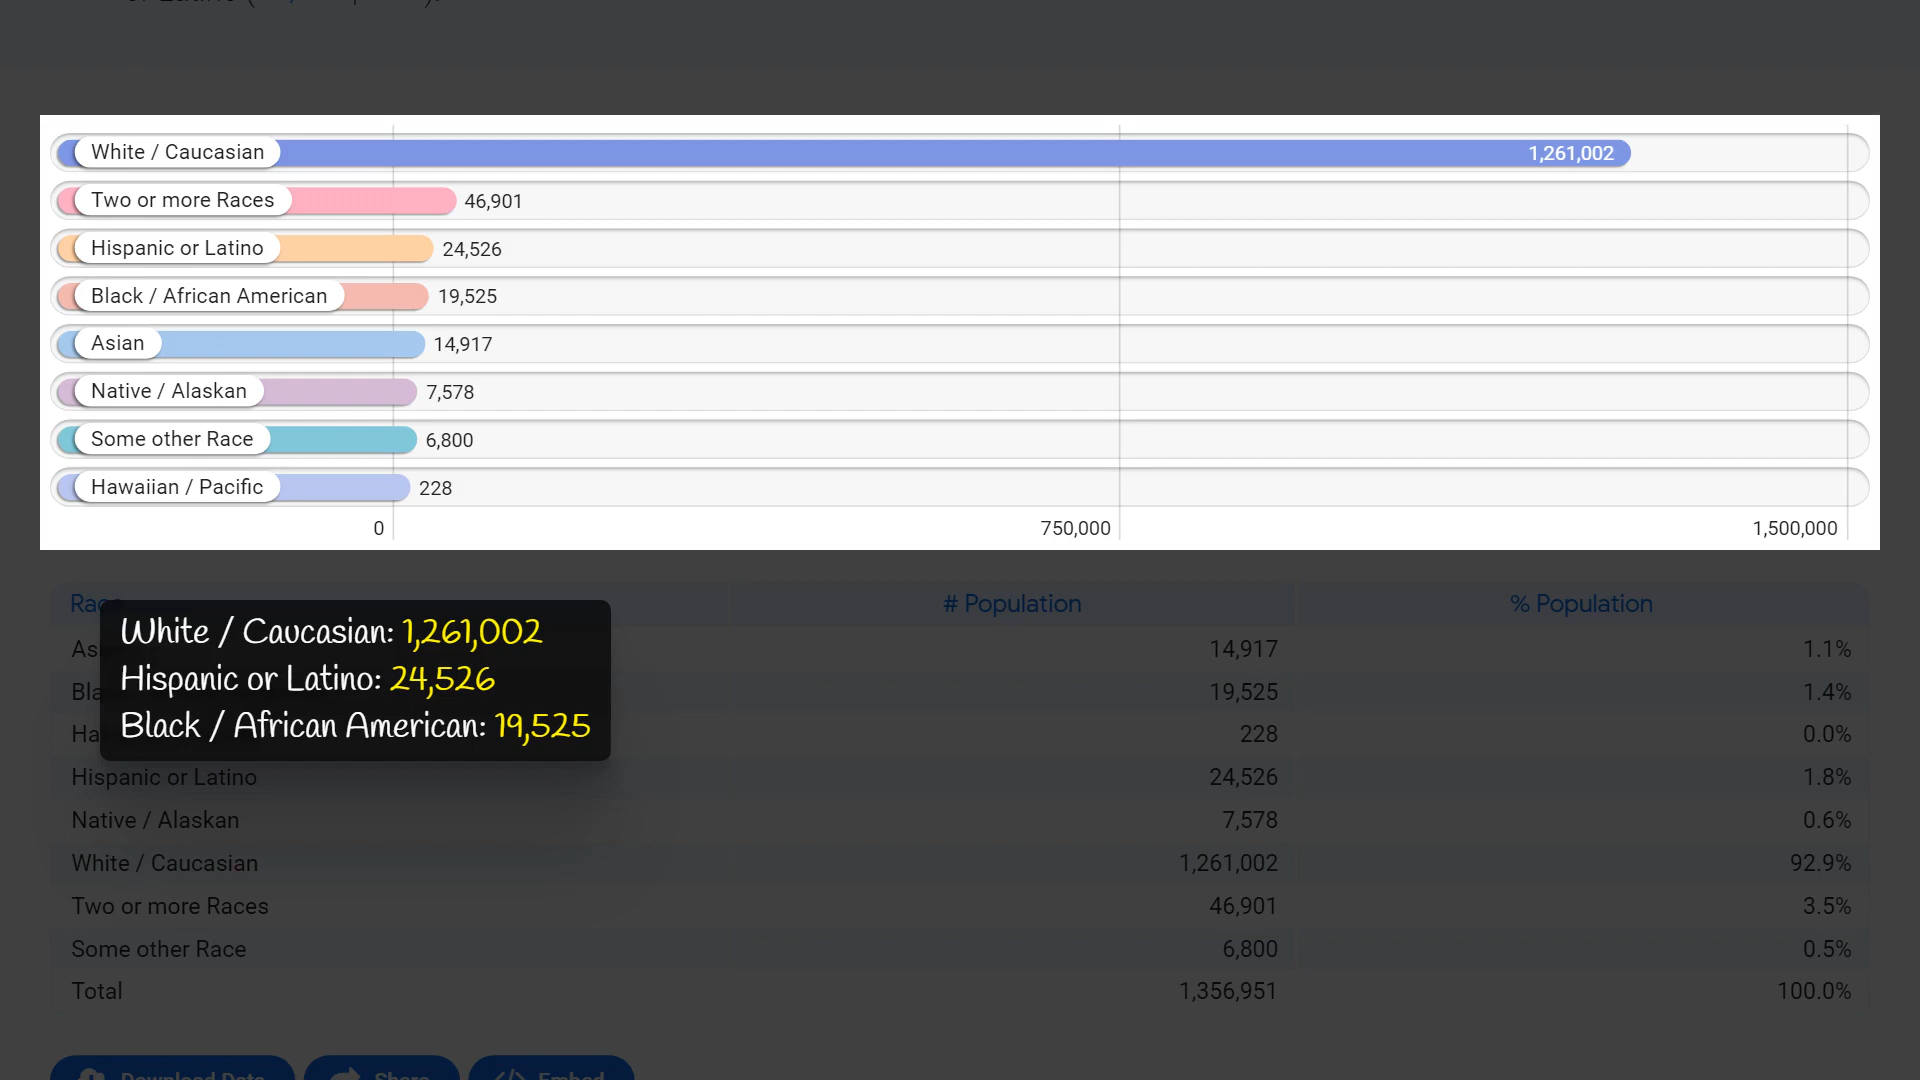 White / Caucasian 1,261,002
Two or more Races 46,901
Hispanic or Latino 24,526
Black / African American 19,525
Asian 14,917
Native / Alaskan 7,578
Some other Race 6,800
Hawaiian / Pacific 228
0 750,000 1,500,000
# Population % Population
White / Caucasian: 1,261,002
Hispanic or Latino: 24,526
Black / African American: 19,525
14,917 1.1%
19,525 1.4%
228 0.0%
Hispanic or Latino 24,526 1.8%
Native / Alaskan 7,578 0.6%
White / Caucasian 1,261,002 92.9%
Two or more Races 46,901 3.5%
Some other Race 6,800 0.5%
Total 1,356,951 100.0%
Download Data Share Embed